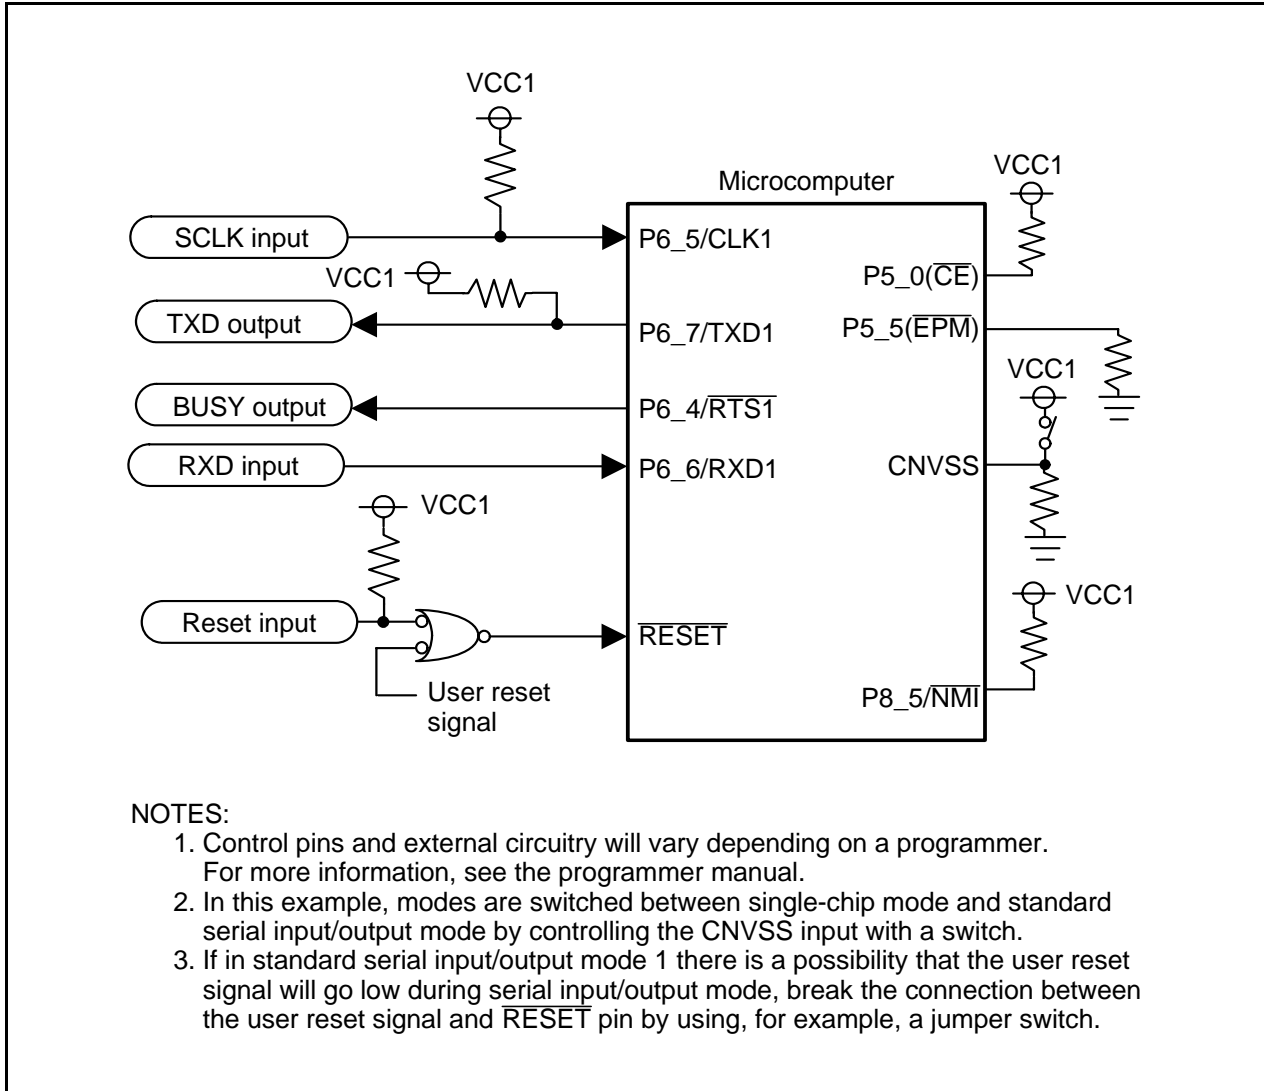 VCC1
Microcomputer
VCC1
SCLK input
P6_5/CLK1
P5_0(C̅E̅)
VCC1
TXD output
P6_7/TXD1
P5_5(E̅P̅M̅)
VCC1
BUSY output
P6_4/R̅T̅S̅1̅
RXD input
P6_6/RXD1
CNVSS
VCC1
VCC1
Reset input
R̅E̅S̅E̅T̅
User reset
signal
P8_5/N̅M̅I̅
NOTES:
1. Control pins and external circuitry will vary depending on a programmer.
For more information, see the programmer manual.
2. In this example, modes are switched between single-chip mode and standard
serial input/output mode by controlling the CNVSS input with a switch.
3. If in standard serial input/output mode 1 there is a possibility that the user reset
signal will go low during serial input/output mode, break the connection between
the user reset signal and R̅E̅S̅E̅T̅ pin by using, for example, a jumper switch.